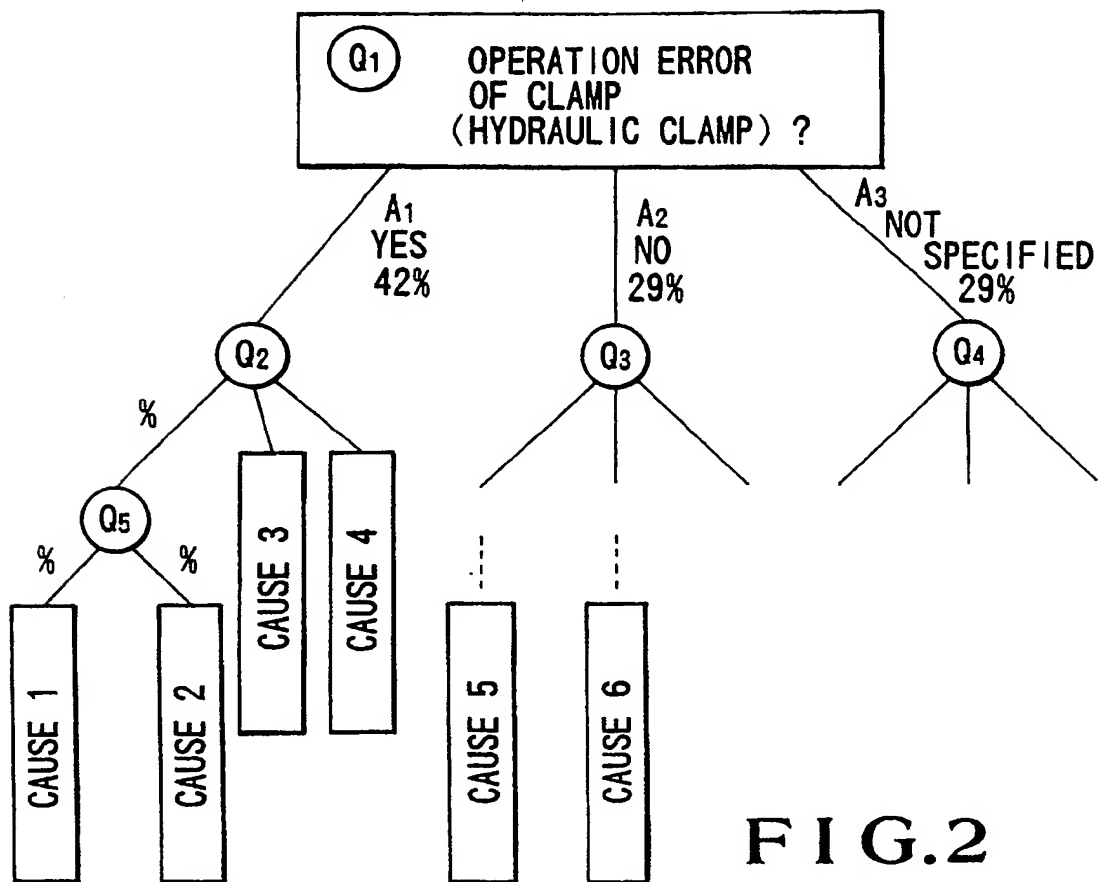 Q1
OPERATION ERROR
OF CLAMP
(HYDRAULIC CLAMP) ?
A1
YES
42%
A2
NO
29%
A3
NOT
SPECIFIED
29%
Q2
Q3
Q4
%
Q5
%
%
CAUSE 1
CAUSE 2
CAUSE 3
CAUSE 4
CAUSE 5
CAUSE 6
FIG.2